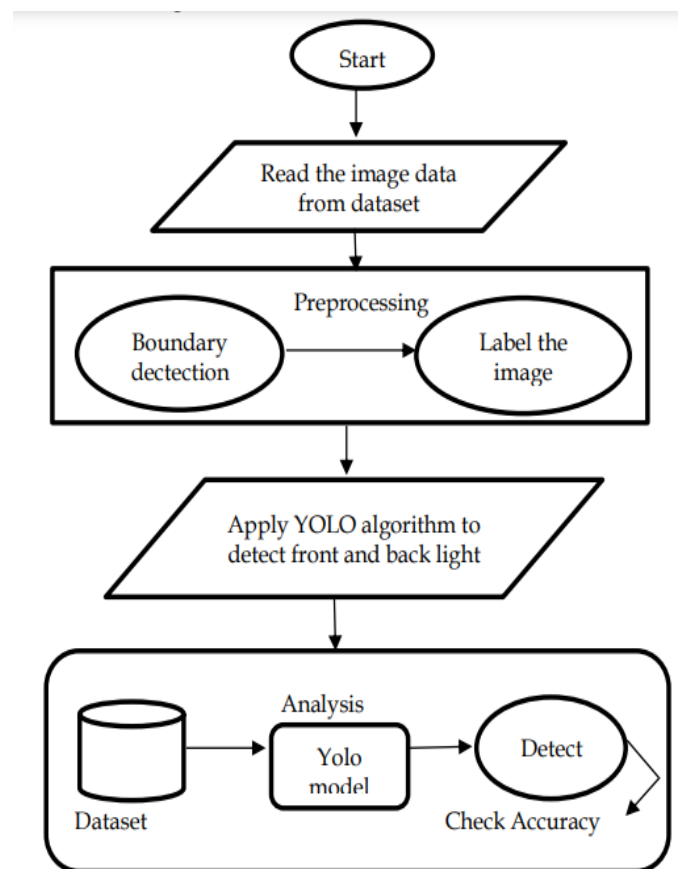 Start
Read the image data
from dataset
Preprocessing
Boundary
dectection
Label the
image
Apply YOLO algorithm to
detect front and back light
Analysis
Yolo
model
Detect
Dataset
Check Accuracy